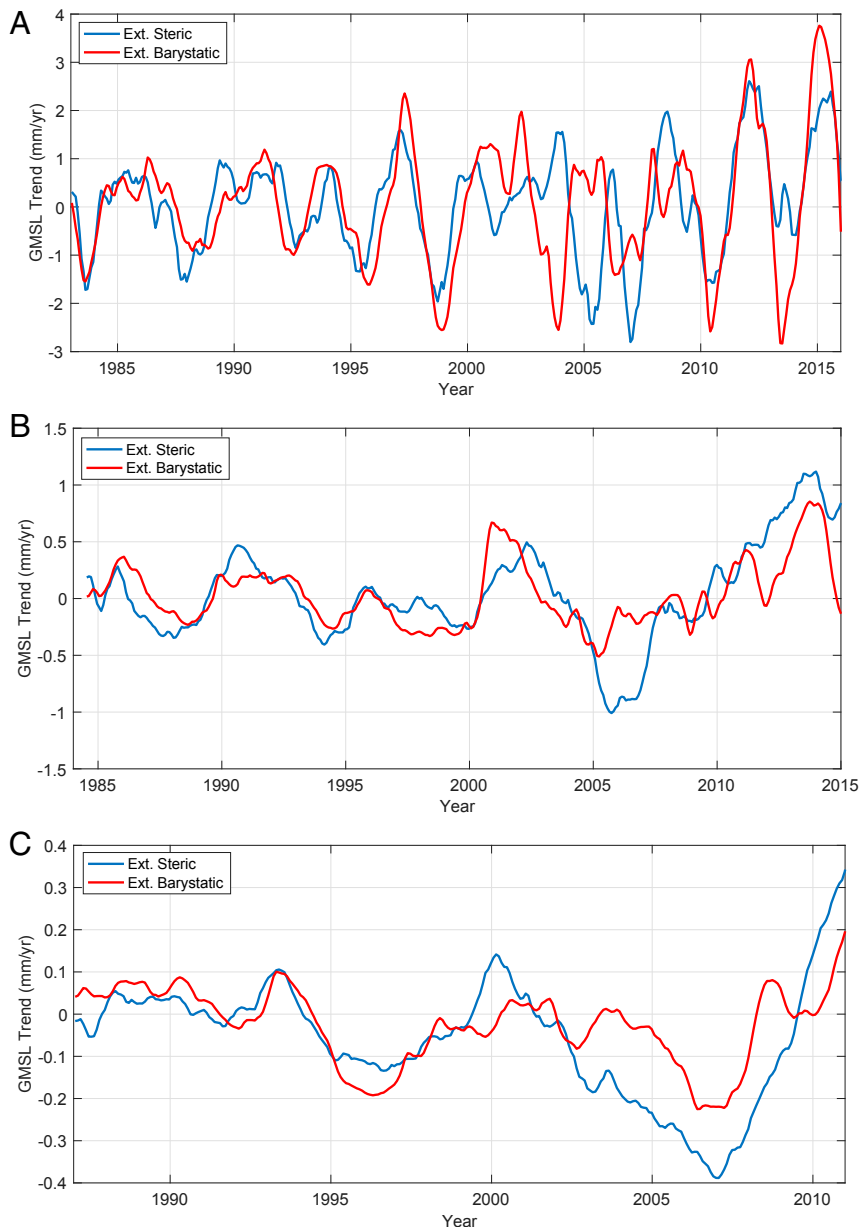 A
4
3
2
1
0
-1
-2
-3
GMSL Trend (mm/yr)
Ext. Steric
Ext. Barystatic
1985 1990 1995 2000 2005 2010 2015
Year
B
1.5
1
0.5
0
-0.5
-1
-1.5
GMSL Trend (mm/yr)
Ext. Steric
Ext. Barystatic
1985 1990 1995 2000 2005 2010 2015
Year
C
0.4
0.3
0.2
0.1
0
-0.1
-0.2
-0.3
-0.4
GMSL Trend (mm/yr)
Ext. Steric
Ext. Barystatic
1990 1995 2000 2005 2010
Year